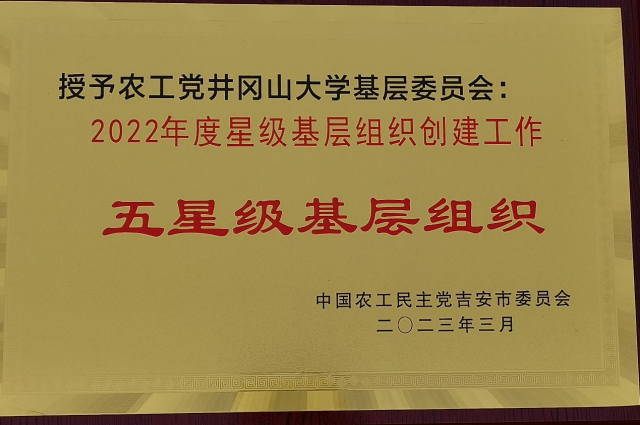 授予农工党井冈山大学基层委员会：
2022年度星级基层组织创建工作
五星级基层组织
中国农工民主党吉安市委员会
二〇二三年三月